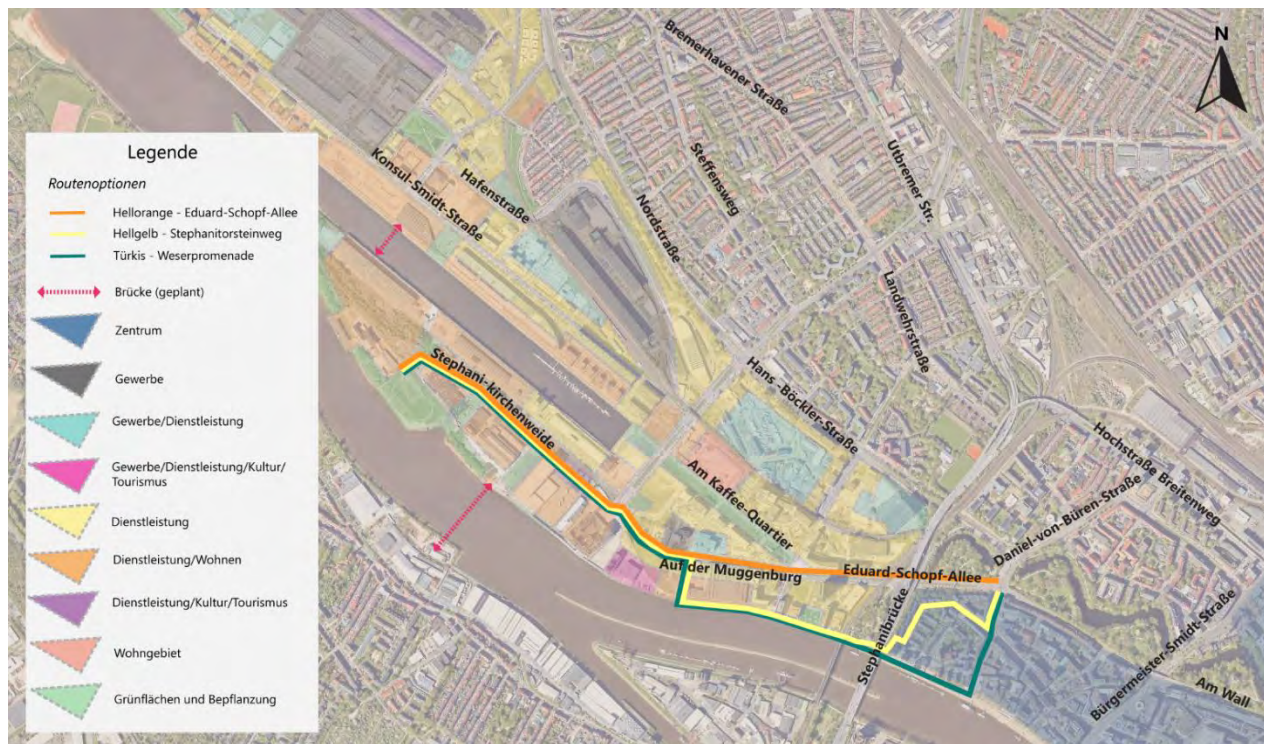 Legende
Routenoptionen
Hellorange - Eduard-Schopf-Allee
Hellgelb - Stephanitorsteinweg
Türkis - Weserpromenade
Brücke (geplant)
Zentrum
Gewerbe
Gewerbe/Dienstleistung
Gewerbe/Dienstleistung/Kultur/
Tourismus
Dienstleistung
Dienstleistung/Wohnen
Dienstleistung/Kultur/Tourismus
Wohngebiet
Grünflächen und Bepflanzung
N
Bremerhavener Straße
Utbremer Str.
Steffensweg
Hafenstraße
Konsul-Smidt-Straße
Nordstraße
Landwehrstraße
Stephani-kirchenweide
Hans -Böckler-Straße
Hochstraße Breitenweg
Am Kaffee-Quartier
Daniel-von-Büren-Straße
Auf der Muggenburg
Eduard-Schopf-Allee
Stephanibrücke
Bürgermeister-Smidt-Straße
Am Wall